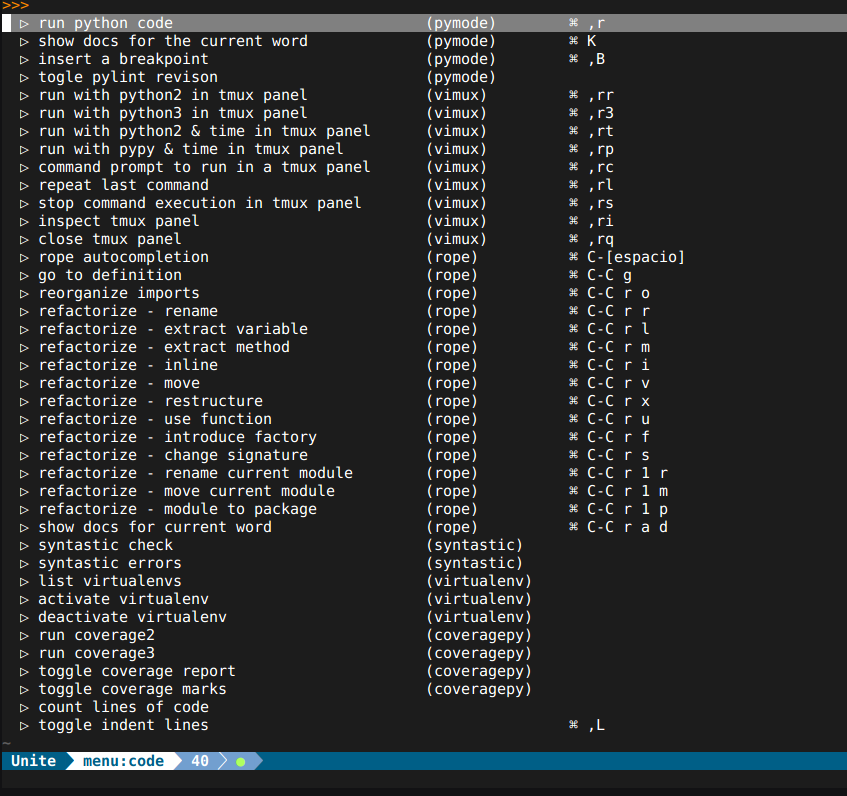 >>>
▷ run python code (pymode) ⌘ ,r
▷ show docs for the current word (pymode) ⌘ K
▷ insert a breakpoint (pymode) ⌘ ,B
▷ togle pylint revison (pymode)
▷ run with python2 in tmux panel (vimux) ⌘ ,rr
▷ run with python3 in tmux panel (vimux) ⌘ ,r3
▷ run with python2 & time in tmux panel (vimux) ⌘ ,rt
▷ run with pypy & time in tmux panel (vimux) ⌘ ,rp
▷ command prompt to run in a tmux panel (vimux) ⌘ ,rc
▷ repeat last command (vimux) ⌘ ,rl
▷ stop command execution in tmux panel (vimux) ⌘ ,rs
▷ inspect tmux panel (vimux) ⌘ ,ri
▷ close tmux panel (vimux) ⌘ ,rq
▷ rope autocompletion (rope) ⌘ C-[espacio]
▷ go to definition (rope) ⌘ C-C g
▷ reorganize imports (rope) ⌘ C-C r o
▷ refactorize - rename (rope) ⌘ C-C r r
▷ refactorize - extract variable (rope) ⌘ C-C r l
▷ refactorize - extract method (rope) ⌘ C-C r m
▷ refactorize - inline (rope) ⌘ C-C r i
▷ refactorize - move (rope) ⌘ C-C r v
▷ refactorize - restructure (rope) ⌘ C-C r x
▷ refactorize - use function (rope) ⌘ C-C r u
▷ refactorize - introduce factory (rope) ⌘ C-C r f
▷ refactorize - change signature (rope) ⌘ C-C r s
▷ refactorize - rename current module (rope) ⌘ C-C r 1 r
▷ refactorize - move current module (rope) ⌘ C-C r 1 m
▷ refactorize - module to package (rope) ⌘ C-C r 1 p
▷ show docs for current word (rope) ⌘ C-C r a d
▷ syntastic check (syntastic)
▷ syntastic errors (syntastic)
▷ list virtualenvs (virtualenv)
▷ activate virtualenv (virtualenv)
▷ deactivate virtualenv (virtualenv)
▷ run coverage2 (coveragepy)
▷ run coverage3 (coveragepy)
▷ toggle coverage report (coveragepy)
▷ toggle coverage marks (coveragepy)
▷ count lines of code
▷ toggle indent lines ⌘ ,L
~
Unite menu:code 40 ●